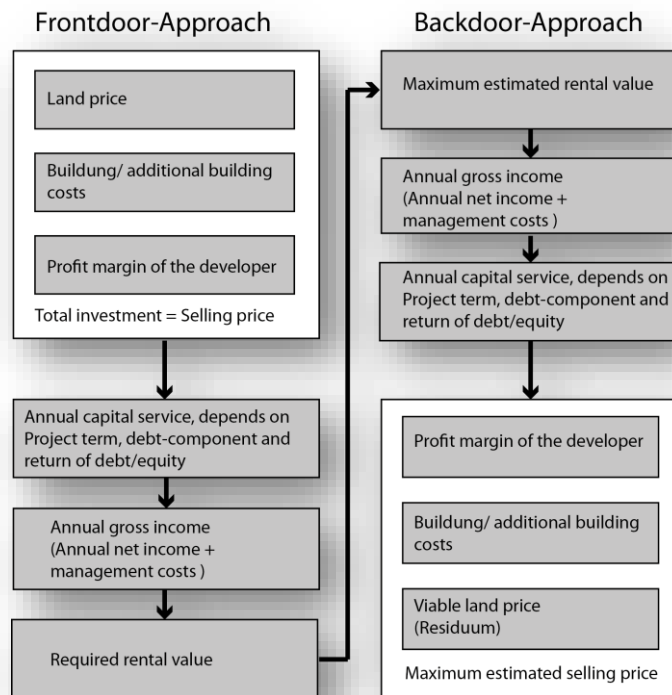 Frontdoor-Approach
Land price
Buildung/ additional building
costs
Profit margin of the developer
Total investment = Selling price
Annual capital service, depends on
Project term, debt-component and
return of debt/equity
Annual gross income
(Annual net income +
management costs )
Required rental value
Backdoor-Approach
Maximum estimated rental value
Annual gross income
(Annual net income +
management costs )
Annual capital service, depends on
Project term, debt-component and
return of debt/equity
Profit margin of the developer
Buildung/ additional building
costs
Viable land price
(Residuum)
Maximum estimated selling price